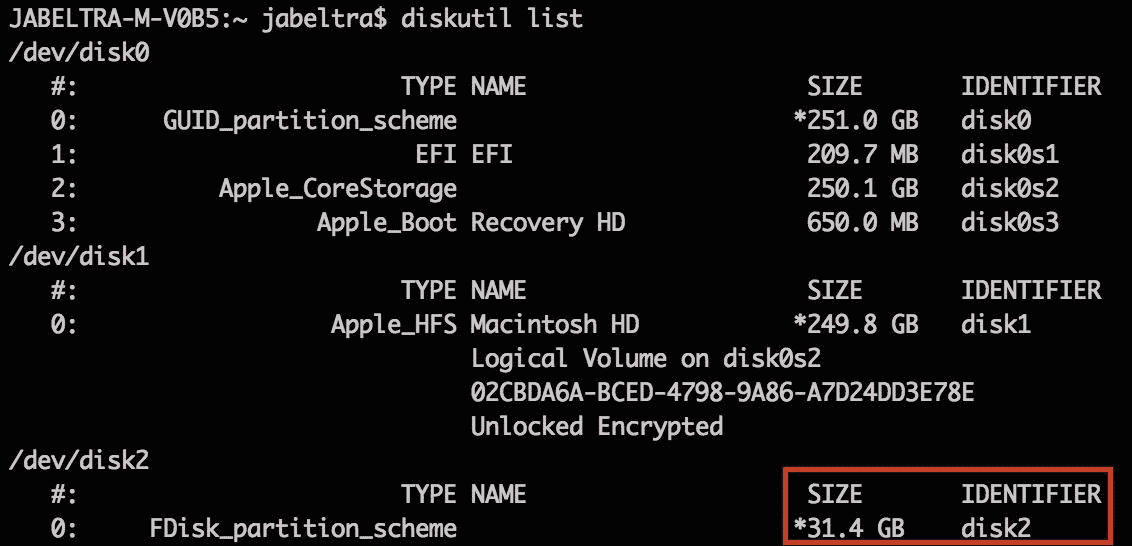 JABELTRA-M-V0B5:~ jabeltra$ diskutil list
/dev/disk0
#: TYPE NAME SIZE IDENTIFIER
0: GUID_partition_scheme *251.0 GB disk0
1: EFI EFI 209.7 MB disk0s1
2: Apple_CoreStorage 250.1 GB disk0s2
3: Apple_Boot Recovery HD 650.0 MB disk0s3
/dev/disk1
#: TYPE NAME SIZE IDENTIFIER
0: Apple_HFS Macintosh HD *249.8 GB disk1
Logical Volume on disk0s2
02CBDA6A-BCED-4798-9A86-A7D24DD3E78E
Unlocked Encrypted
/dev/disk2
#: TYPE NAME SIZE IDENTIFIER
0: FDisk_partition_scheme *31.4 GB disk2